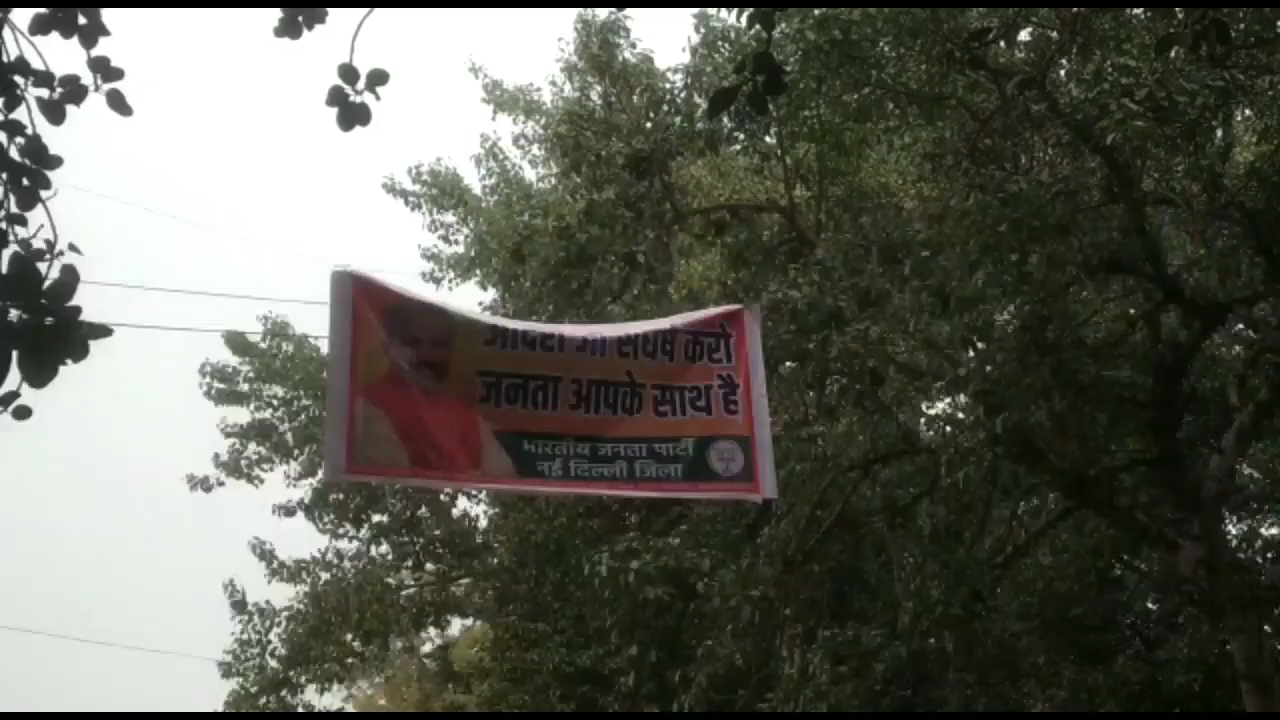 संघर्ष करो
जनता आपके साथ है
भारतीय जनता पार्टी
नई दिल्ली जिला